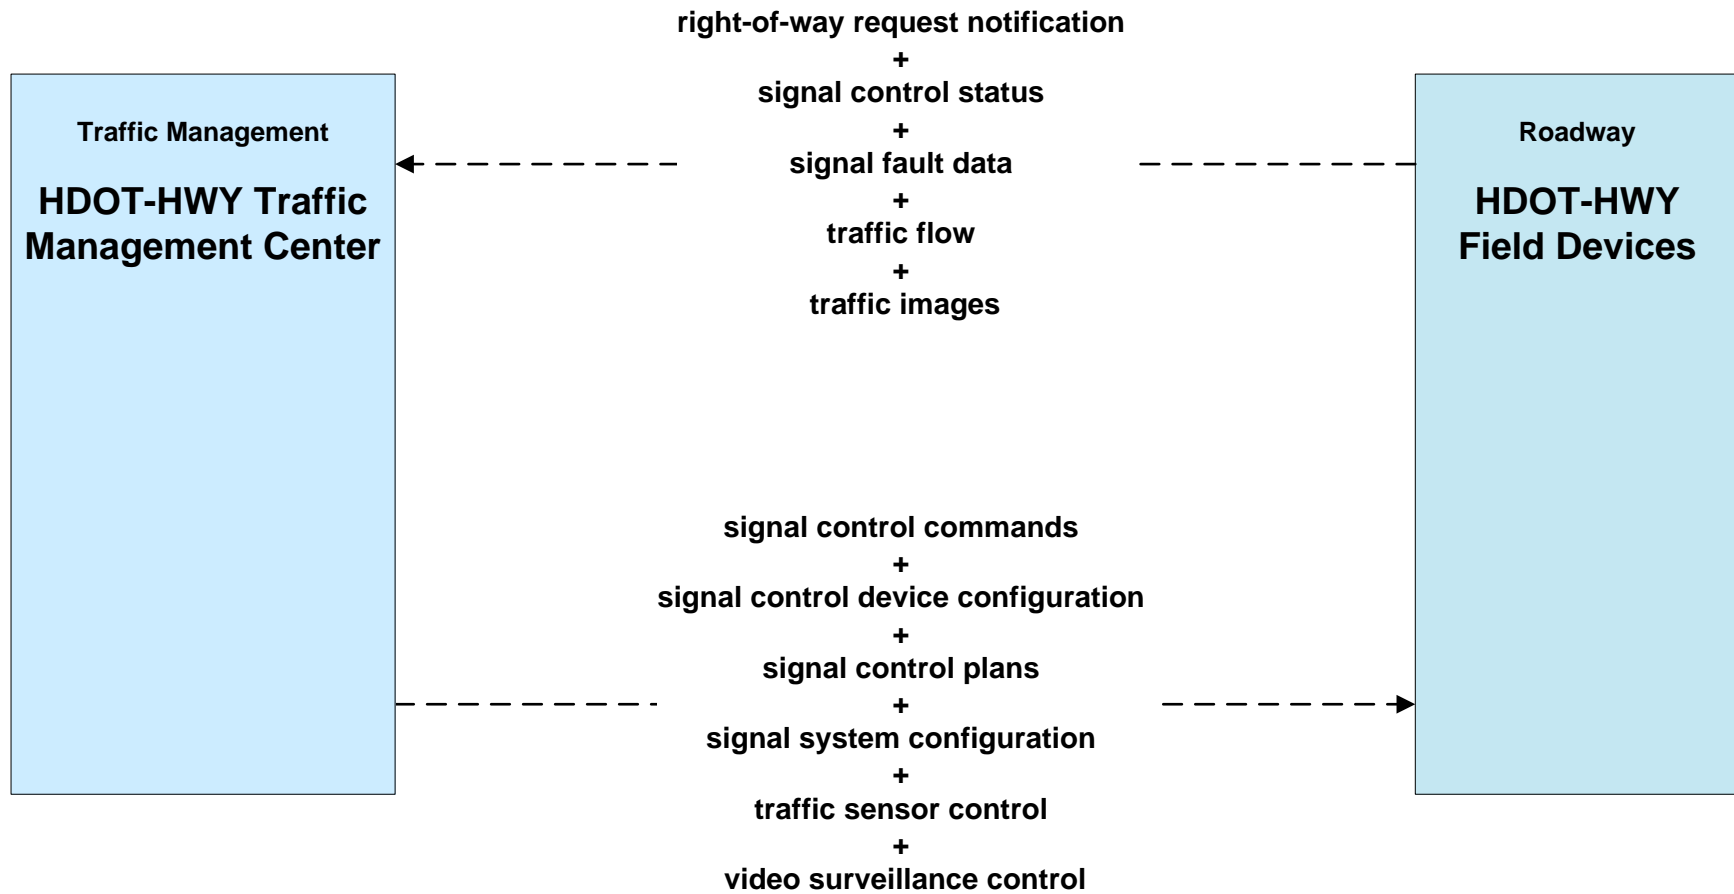 Traffic Management
HDOT-HWY Traffic
Management Center
right-of-way request notification
+
signal control status
+
signal fault data
+
traffic flow
+
traffic images
signal control commands
+
signal control device configuration
+
signal control plans
+
signal system configuration
+
traffic sensor control
+
video surveillance control
Roadway
HDOT-HWY
Field Devices